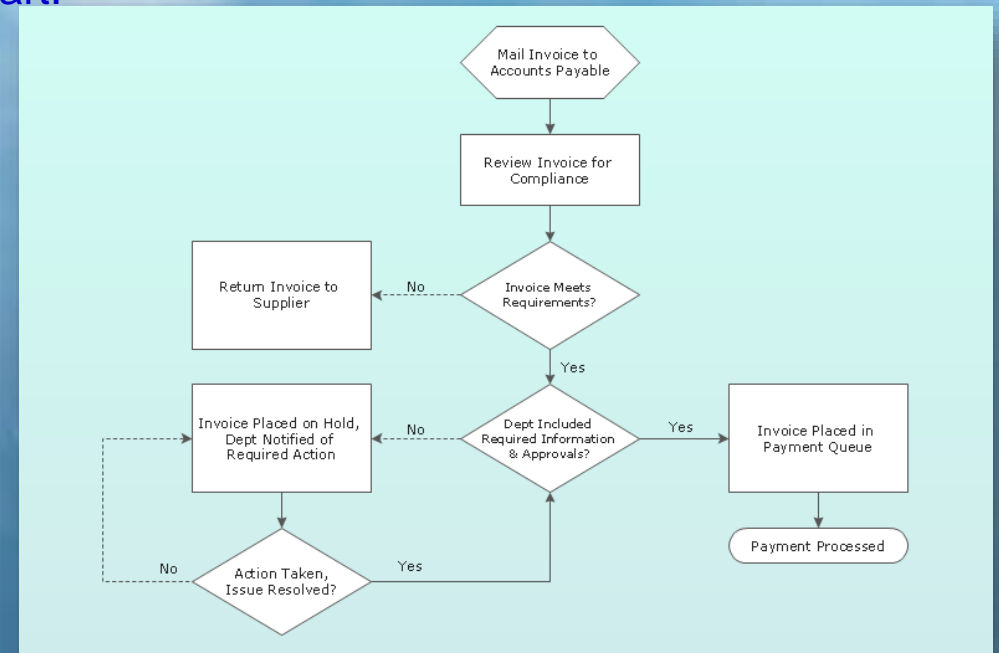 art.
Mail Invoice to
Accounts Payable
Review Invoice for
Compliance
Invoice Meets
Requirements?
No
Return Invoice to
Supplier
Yes
Dept Included
Required Information
& Approvals?
No
Invoice Placed on Hold,
Dept Notified of
Required Action
Yes
Invoice Placed in
Payment Queue
Action Taken,
Issue Resolved?
No
Yes
Payment Processed